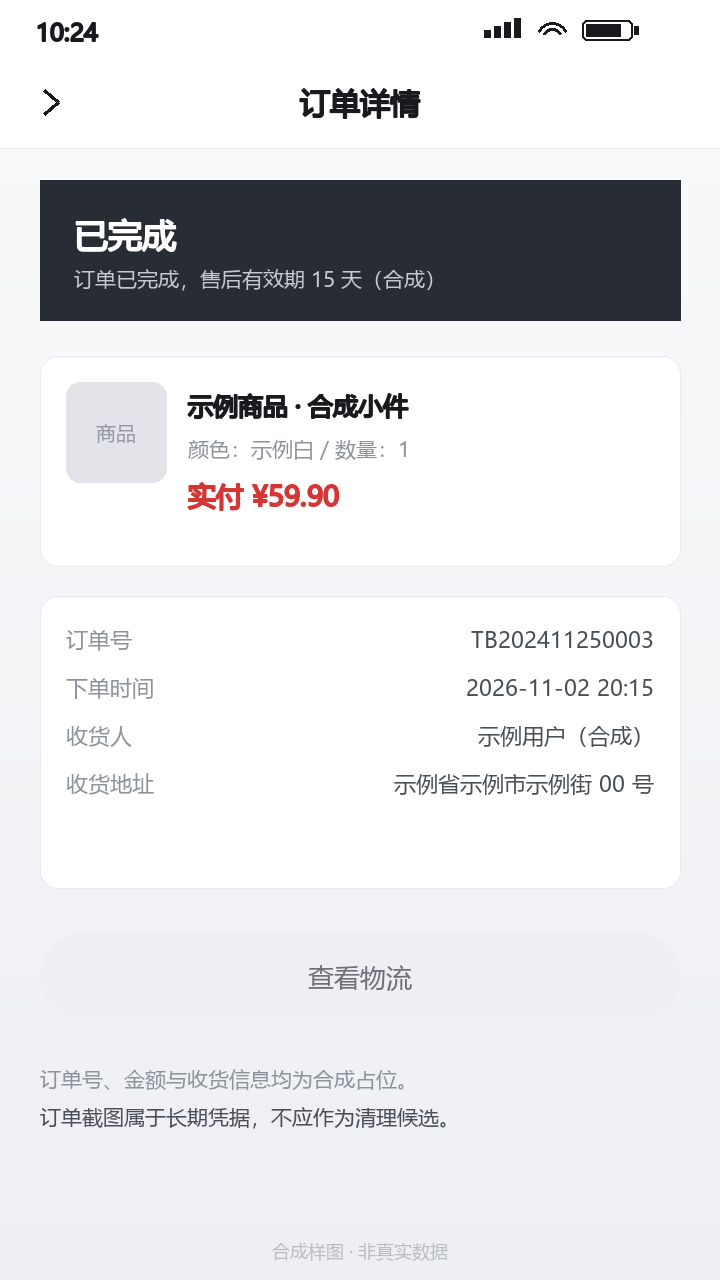 10:24
订单详情
已完成
订单已完成，售后有效期 15 天（合成）
商品
示例商品 · 合成小件
颜色：示例白 / 数量：1
实付 ¥59.90
订单号 TB202411250003
下单时间 2026-11-02 20:15
收货人 示例用户（合成）
收货地址 示例省示例市示例街 00 号
查看物流
订单号、金额与收货信息均为合成占位。
订单截图属于长期凭据，不应作为清理候选。
合成样图 · 非真实数据